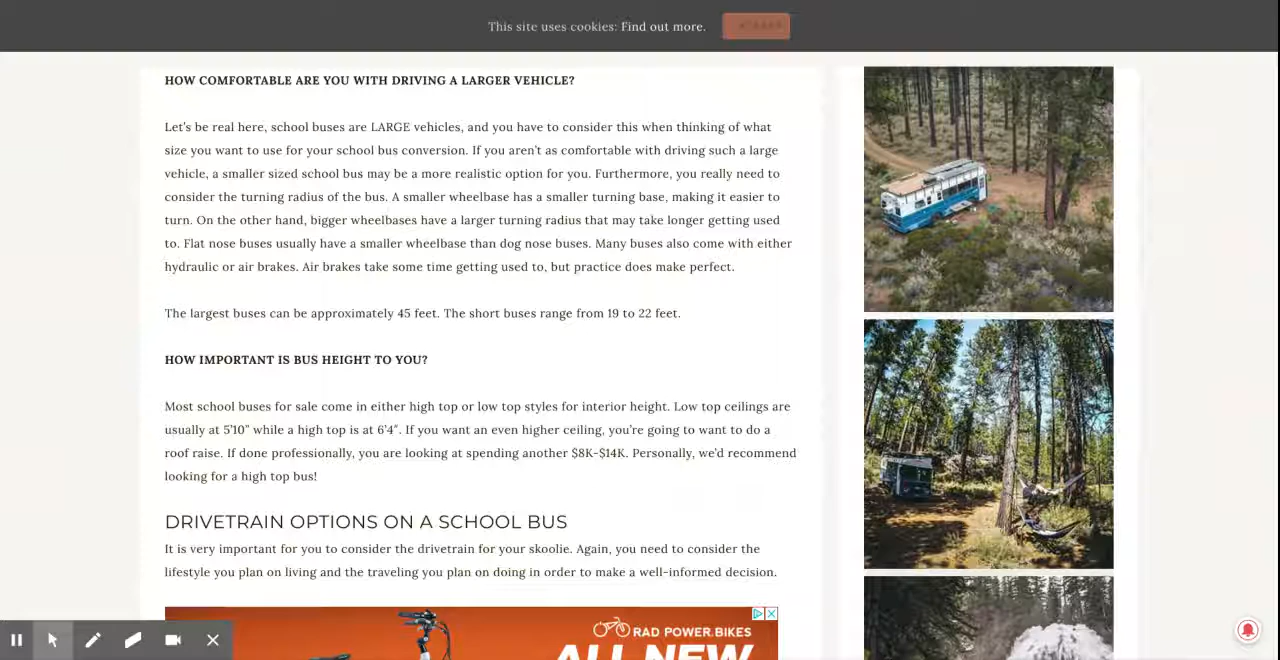 This site uses cookies: Find out more.
HOW COMFORTABLE ARE YOU WITH DRIVING A LARGER VEHICLE?
Let's be real here, school buses are LARGE vehicles, and you have to consider this when thinking of what
size you want to use for your school bus conversion. If you aren't as comfortable with driving such a large
vehicle, a smaller sized school bus may be a more realistic option for you. Furthermore, you really need to
consider the turning radius of the bus. A smaller wheelbase has a smaller turning base, making it easier to
turn. On the other hand, bigger wheelbases have a larger turning radius that may take longer getting used
to. Flat nose buses usually have a smaller wheelbase than dog nose buses. Many buses also come with either
hydraulic or air brakes. Air brakes take some time getting used to, but practice does make perfect.
The largest buses can be approximately 45 feet. The short buses range from 19 to 22 feet.
HOW IMPORTANT IS BUS HEIGHT TO YOU?
Most school buses for sale come in either high top or low top styles for interior height. Low top ceilings are
usually at 5'10” while a high top is at 6'4″. If you want an even higher ceiling, you're going to want to do a
roof raise. If done professionally, you are looking at spending another $8K-$14K. Personally, we'd recommend
looking for a high top bus!
DRIVETRAIN OPTIONS ON A SCHOOL BUS
It is very important for you to consider the drivetrain for your skoolie. Again, you need to consider the
lifestyle you plan on living and the traveling you plan on doing in order to make a well-informed decision.
RAD POWER BIKES
ALL NEW